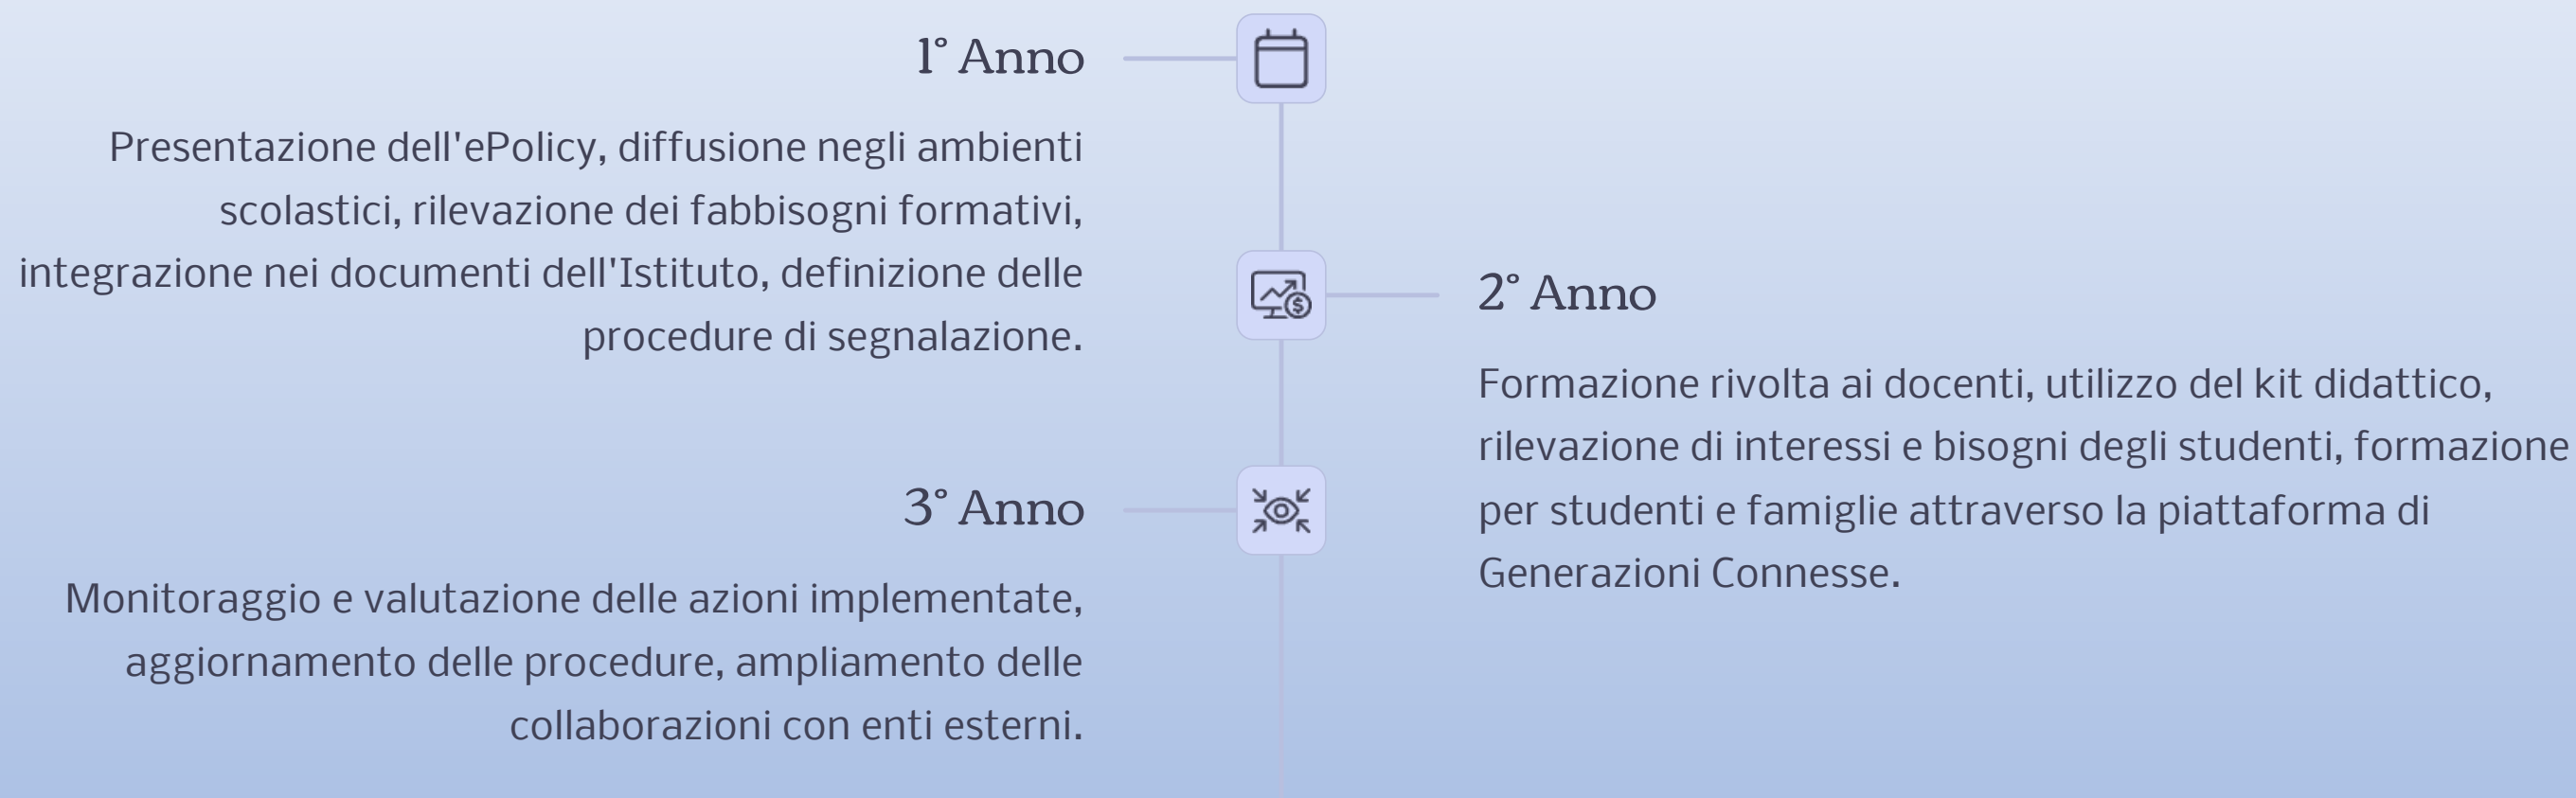 1° Anno
Presentazione dell'ePolicy, diffusione negli ambienti
scolastici, rilevazione dei fabbisogni formativi,
integrazione nei documenti dell'Istituto, definizione delle
procedure di segnalazione.
2° Anno
Formazione rivolta ai docenti, utilizzo del kit didattico,
rilevazione di interessi e bisogni degli studenti, formazione
per studenti e famiglie attraverso la piattaforma di
Generazioni Connesse.
3° Anno
Monitoraggio e valutazione delle azioni implementate,
aggiornamento delle procedure, ampliamento delle
collaborazioni con enti esterni.